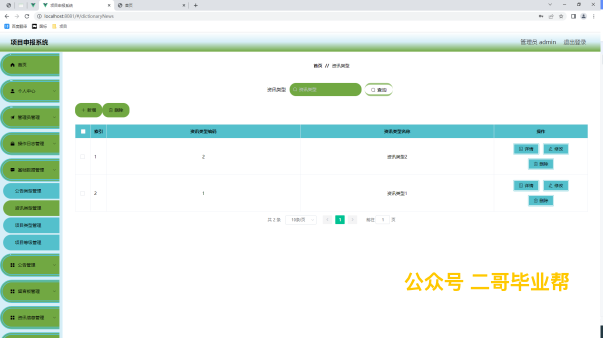 项目申报系统
首页
localhost:8081/#/dictionaryNews
百度翻译
项目申报系统
管理员 admin 退出登录
首页
个人中心
管理员管理
操作日志管理
基础数据管理
公告类型管理
资讯类型管理
项目类型管理
项目等级管理
公告管理
资讯信息管理
首页 // 资讯类型
资讯类型 资讯类型 查询
新增 删除
索引 资讯类型编码 资讯类型名称 操作
1 2 资讯类型2 详情 修改
删除
2 1 资讯类型1 详情 修改
删除
共 2 条 10条/页 1 前往 1 页
公众号 二哥毕业帮